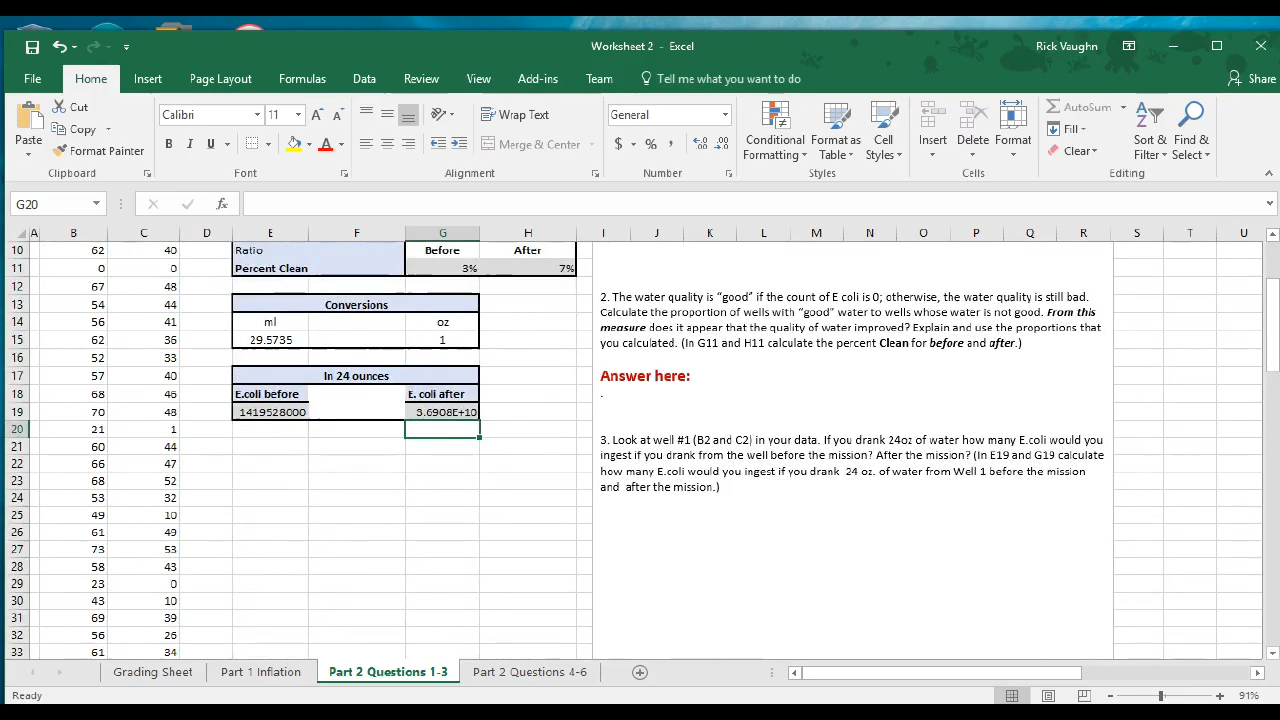 Worksheet 2 - Excel
Rick Vaughn
File Home Insert Page Layout Formulas Data Review View Add-ins Team Tell me what you want to do Share
Paste
Cut
Copy
Format Painter
Calibri 11
B I U
Wrap Text
Merge & Center
General
$ % ,
Conditional Formatting
Format as Table
Cell Styles
Insert
Delete
Format
AutoSum
Fill
Clear
Sort & Filter
Find & Select
Clipboard Font Alignment Number Styles Cells Editing
G20 fx
A B C D E F G H I J K L M N O P Q R S T U
10 62 40 Ratio Before After
11 0 0 Percent Clean 3% 7%
12 67 48
13 54 44 Conversions
14 56 41 ml oz
15 62 36 29.5735 1
16 52 33
17 57 40 In 24 ounces
18 68 46 E.coli before E. coli after
19 70 48 1419528000 3.6908E+10
20 21 1
21 60 44
22 66 47
23 68 52
24 53 32
25 49 10
26 61 49
27 73 53
28 58 43
29 23 0
30 43 10
31 69 39
32 56 26
33 61 34
2. The water quality is “good” if the count of E coli is 0; otherwise, the water quality is still bad.
Calculate the proportion of wells with “good” water to wells whose water is not good. From this
measure does it appear that the quality of water improved? Explain and use the proportions that
you calculated. (In G11 and H11 calculate the percent Clean for before and after.)
Answer here:
.
3. Look at well #1 (B2 and C2) in your data. If you drank 24oz of water how many E.coli would you
ingest if you drank from the well before the mission? After the mission? (In E19 and G19 calculate
how many E.coli would you ingest if you drank 24 oz. of water from Well 1 before the mission
and after the mission.)
Grading Sheet Part 1 Inflation Part 2 Questions 1-3 Part 2 Questions 4-6
Ready 91%